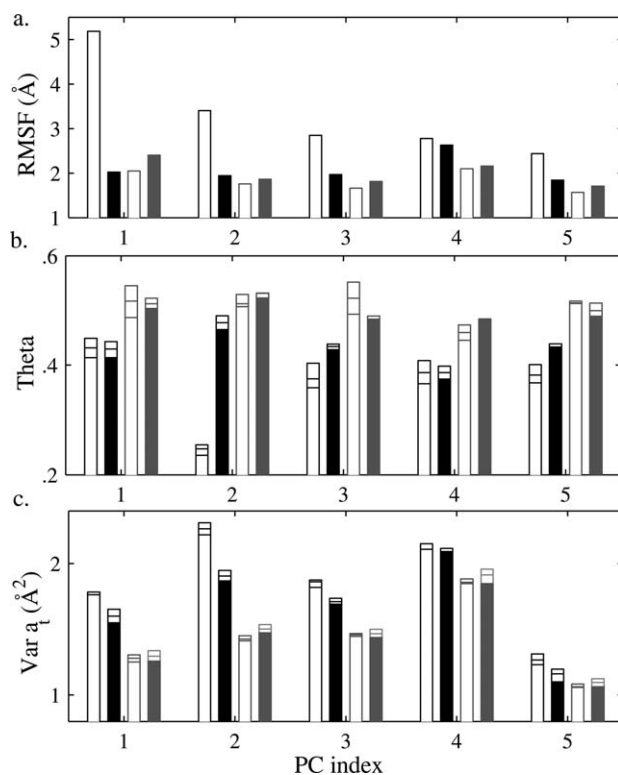 a.
RMSF (Å)
5
4
3
2
1
1 2 3 4 5
b.
Theta
.6
.4
.2
1 2 3 4 5
c.
Var a_t (Å²)
2
1
1 2 3 4 5
PC index